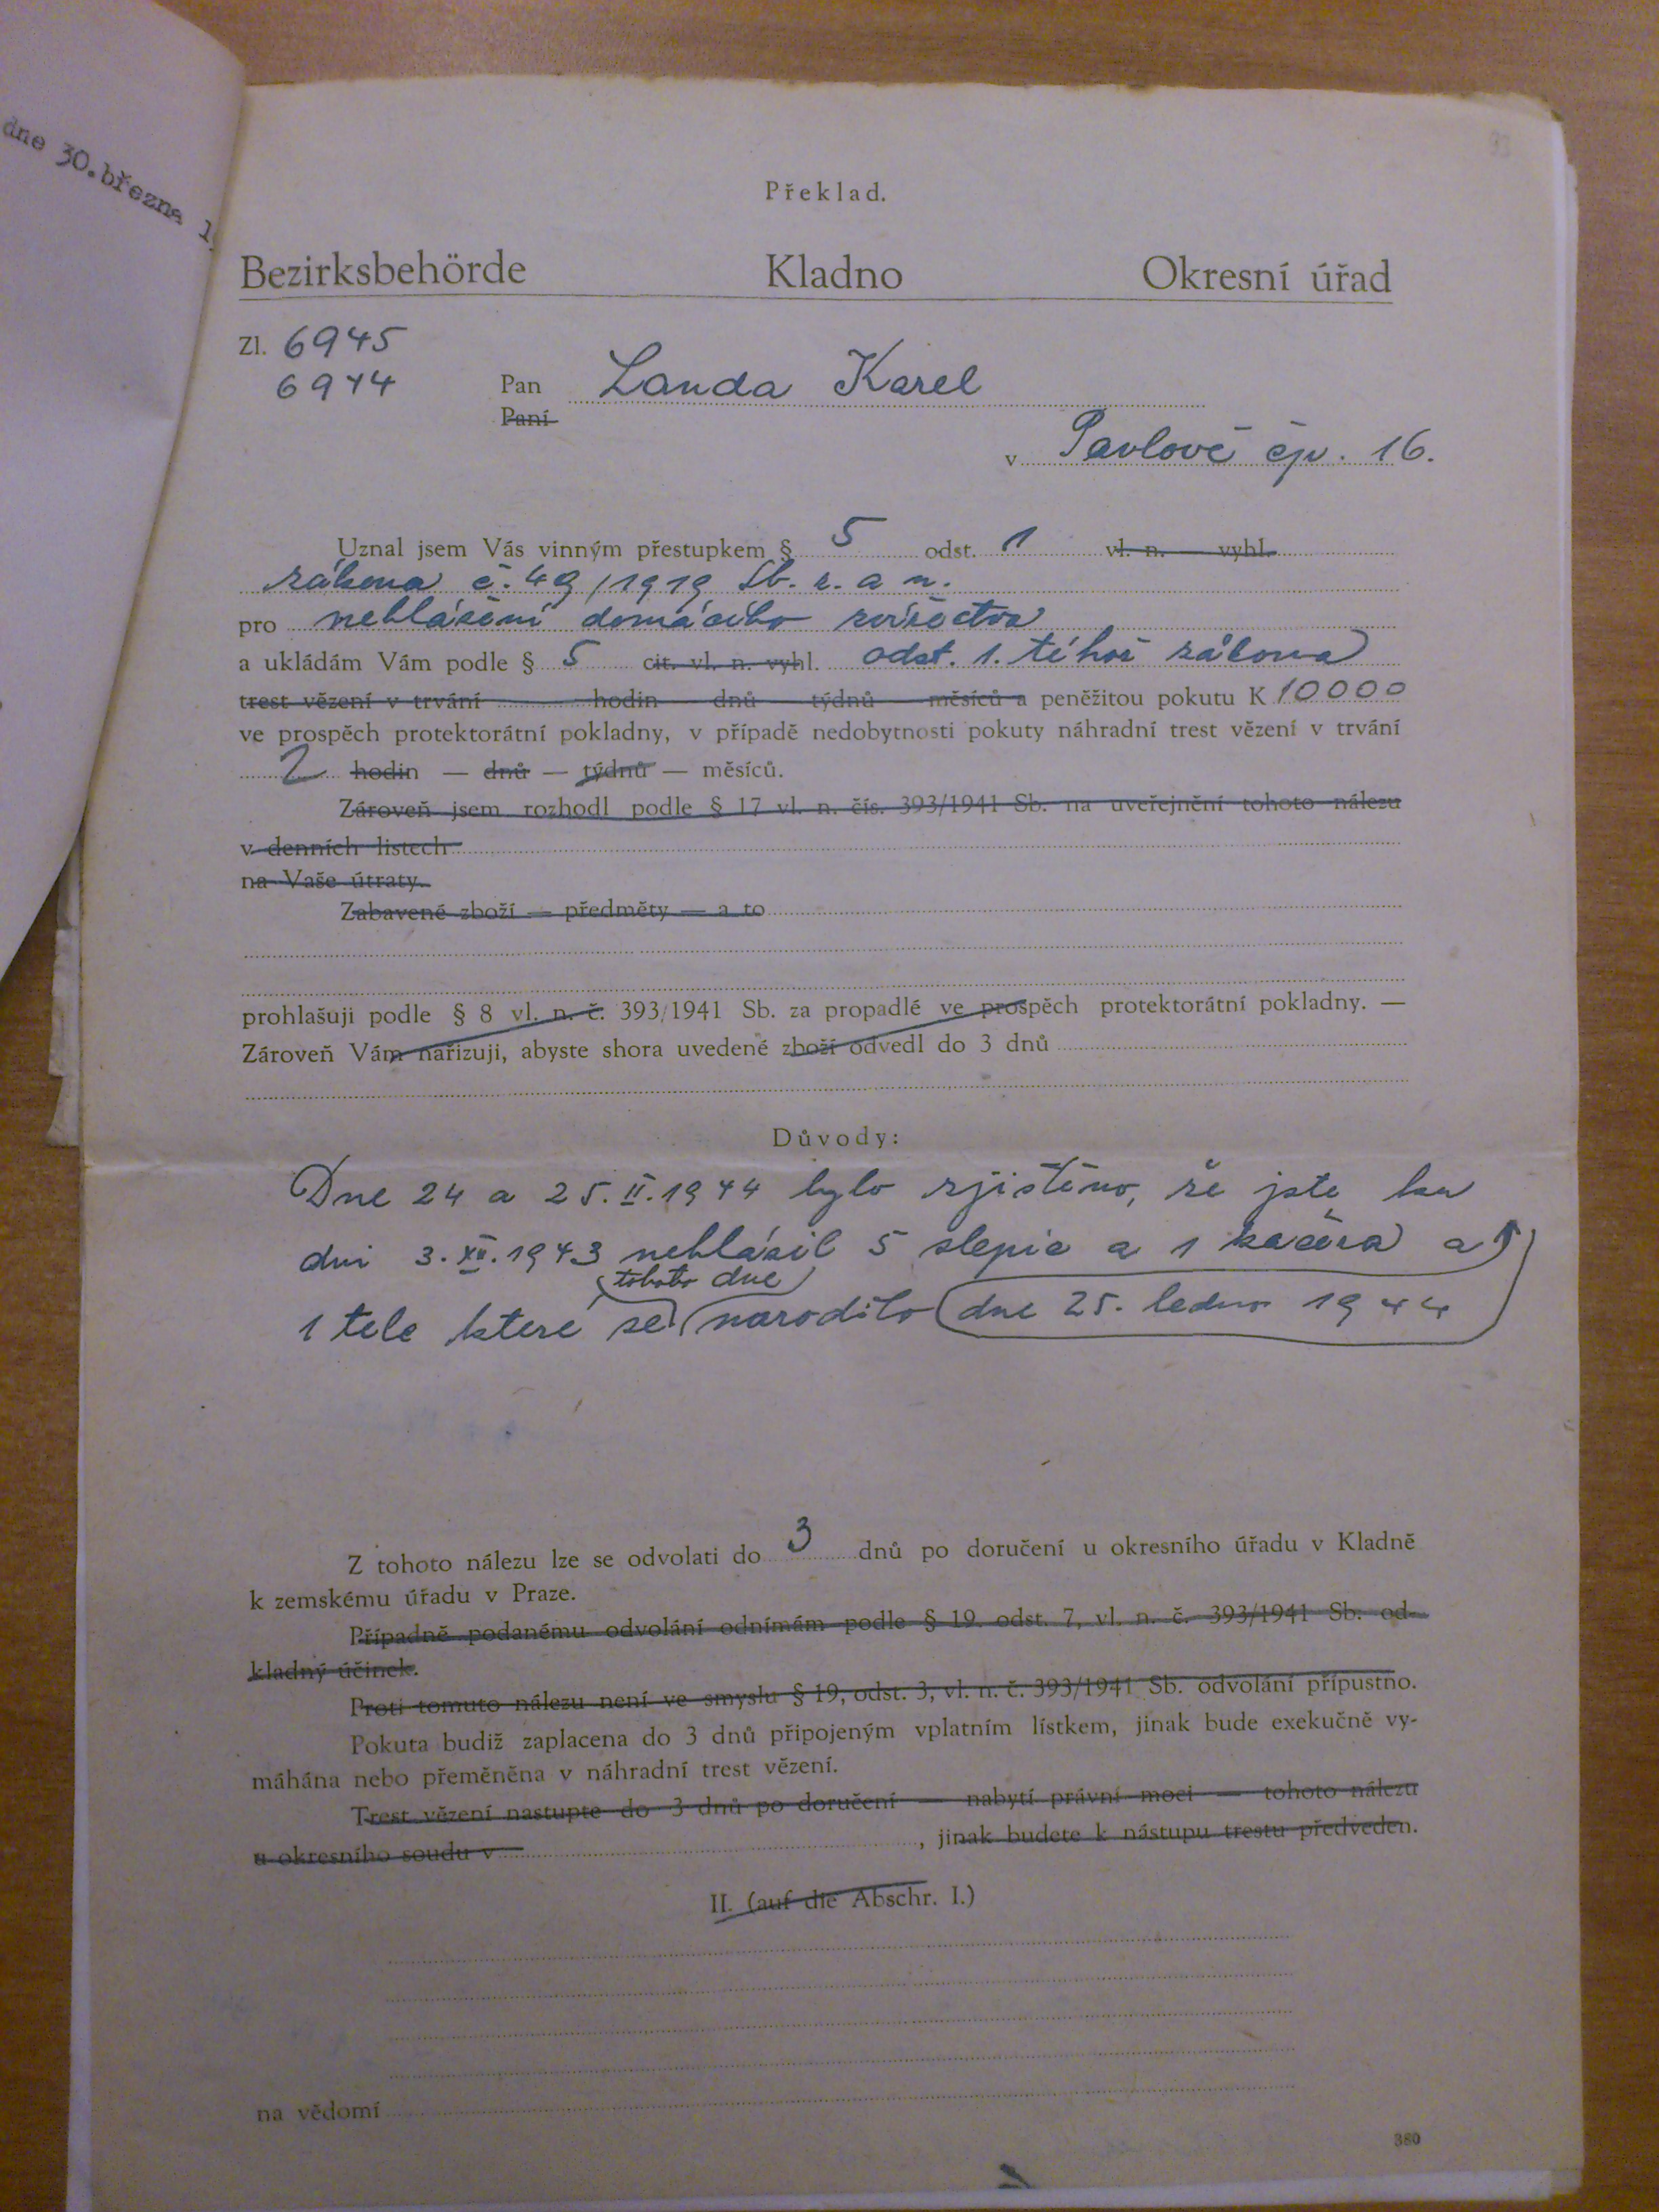 dne 30.března 1
33
Překlad.
Bezirksbehörde Kladno Okresní úřad
Zl. 6945
6944 Pan Landa Karel
Paní
v Pavlově čp. 16.
Uznal jsem Vás vinným přestupkem § 5 odst. 1 vl. n. — vyhl.
zákona č. 49/1919 Sb. z. a n.
pro nehlášení domácího zvířectva
a ukládám Vám podle § 5 cit. vl. n. vyhl. odst. 1. téhož zákona
trest vězení v trvání hodin dnů týdnů měsíců a peněžitou pokutu K 10000
ve prospěch protektorátní pokladny, v případě nedobytnosti pokuty náhradní trest vězení v trvání
2 hodin — dnů — týdnů — měsíců.
Zároveň jsem rozhodl podle § 17 vl. n. čís. 393/1941 Sb. na uveřejnění tohoto nálezu
v denních listech
na Vaše útraty.
Zabavené zboží — předměty — a to
prohlašuji podle § 8 vl. n. č. 393/1941 Sb. za propadlé ve prospěch protektorátní pokladny. —
Zároveň Vám nařizuji, abyste shora uvedené zboží odvedl do 3 dnů
Důvody:
Dne 24 a 25. II. 1944 bylo zjištěno, že jste ku
dni 3. XII. 1943 nehlásil 5 slepic a 1 kačera a
tohoto dne
1 tele které se narodilo dne 25. ledna 1944
Z tohoto nálezu lze se odvolati do 3 dnů po doručení u okresního úřadu v Kladně
k zemskému úřadu v Praze.
Případně podanému odvolání odnímám podle § 19. odst. 7, vl. n. č. 393/1941 Sb. od-
kladný účinek.
Proti tomuto nálezu není ve smyslu § 19, odst. 3, vl. n. č. 393/1941 Sb. odvolání přípustno.
Pokuta budiž zaplacena do 3 dnů připojeným vplatním lístkem, jinak bude exekučně vy-
máhána nebo přeměněna v náhradní trest vězení.
Trest vězení nastupte do 3 dnů po doručení — nabytí právní moci — tohoto nálezu
u okresního soudu v , jinak budete k nástupu trestu předveden.
II. (auf die Abschr. I.)
na vědomí
380